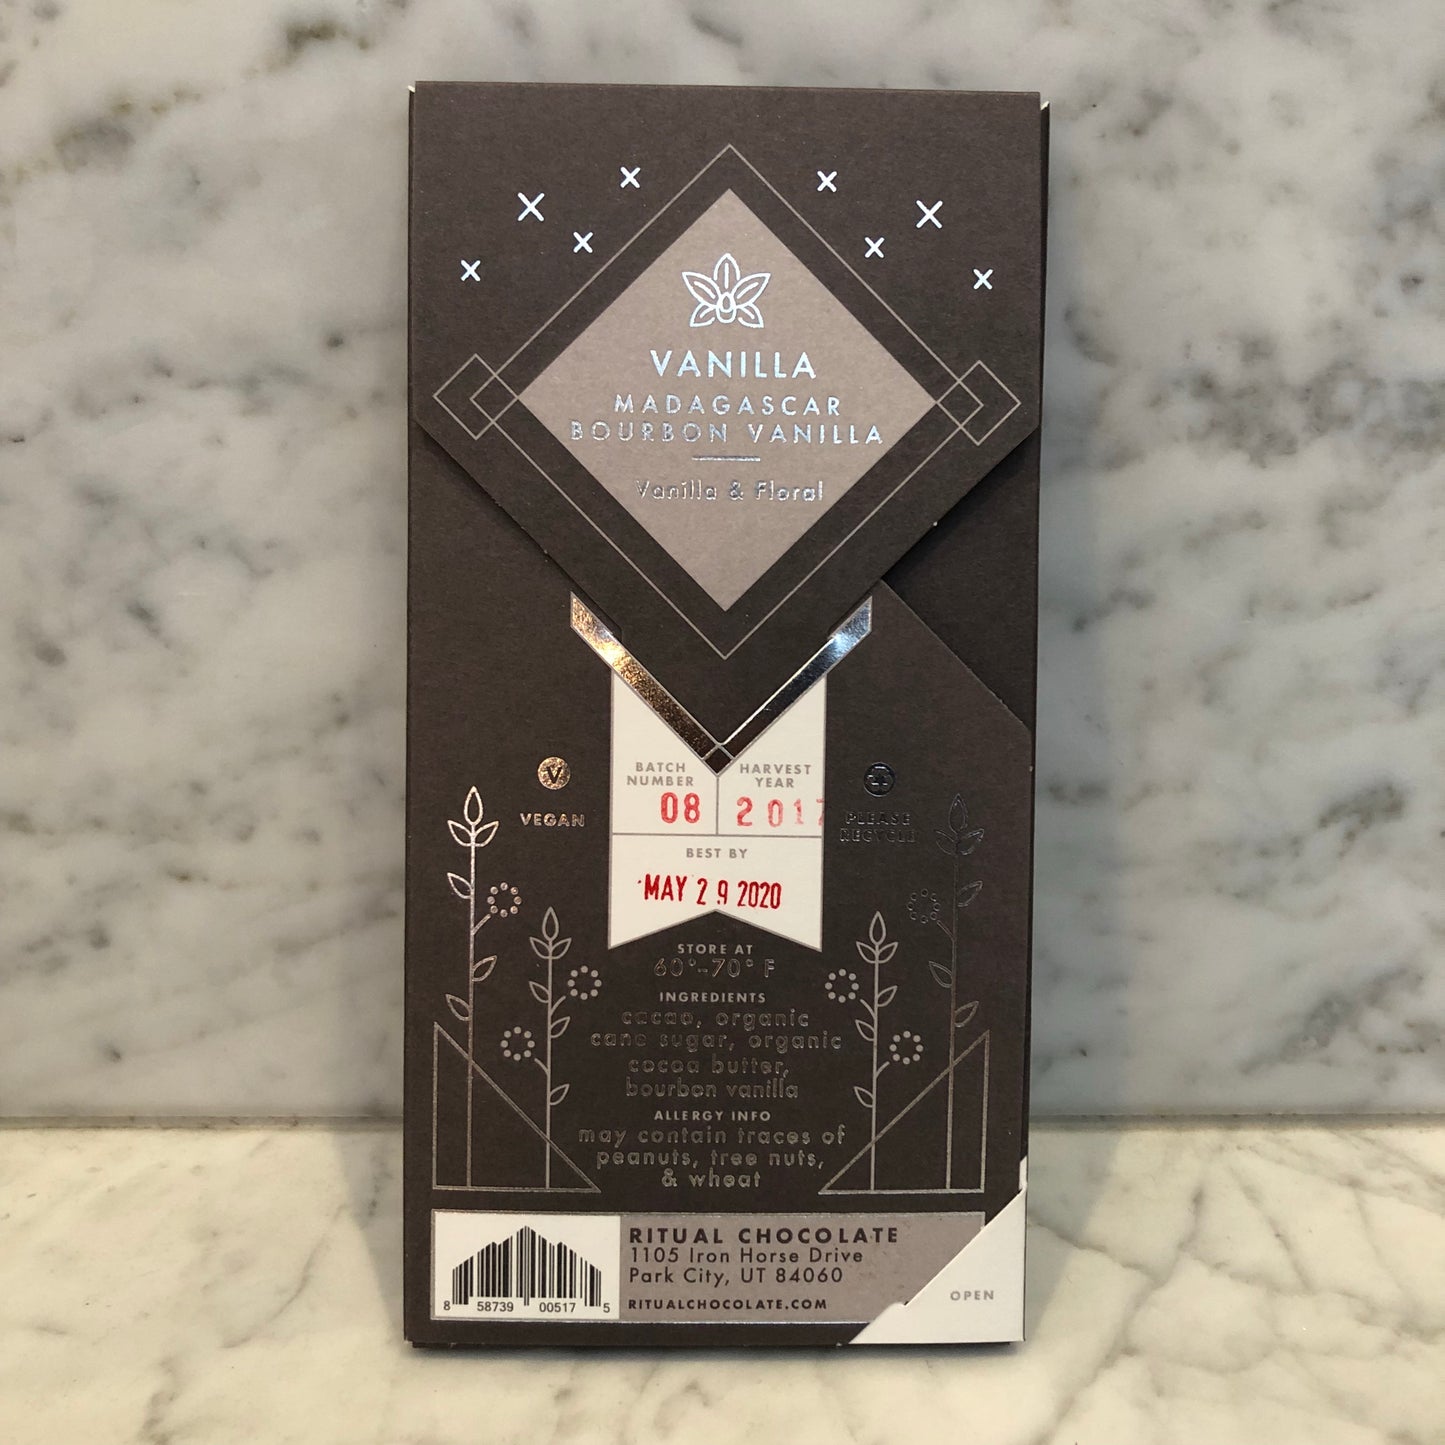 VANILLA
MADAGASCAR
BOURBON VANILLA
Vanilla & Floral
BATCH
NUMBER
08
HARVEST
YEAR
2017
BEST BY
MAY 29 2020
V
VEGAN
PLEASE
RECYCLE
STORE AT
60°-70° F
INGREDIENTS
cacao, organic
cane sugar, organic
cocoa butter,
bourbon vanilla
ALLERGY INFO
may contain traces of
peanuts, tree nuts,
& wheat
8 58739 00517 5
RITUAL CHOCOLATE
1105 Iron Horse Drive
Park City, UT 84060
RITUALCHOCOLATE.COM
OPEN